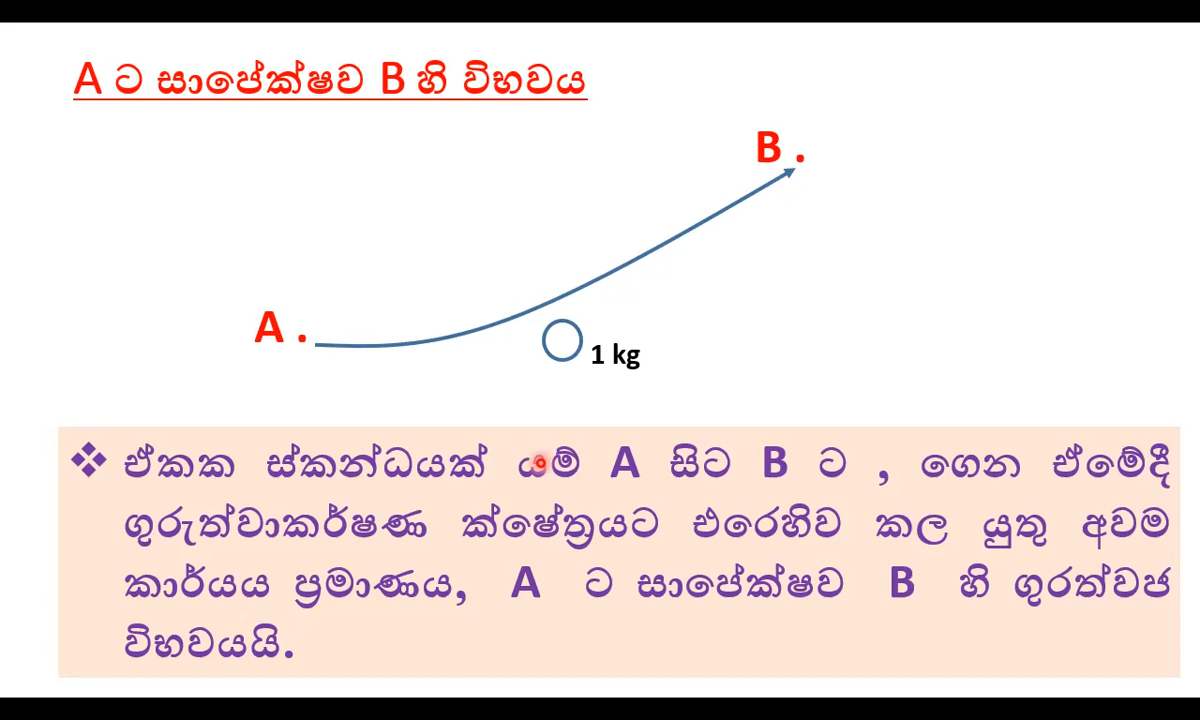 A ට සාපේක්ෂව B හි විභවය
B .
A .
1 kg
❖ ඒකක ස්කන්ධයක් යම් A සිට B ට , ගෙන ඒමේදී
ගුරුත්වාකර්ෂණ ක්ෂේත්‍රයට එරෙහිව කල යුතු අවම
කාර්යය ප්‍රමාණය, A ට සාපේක්ෂව B හි ගුරත්වජ
විභවයයි.